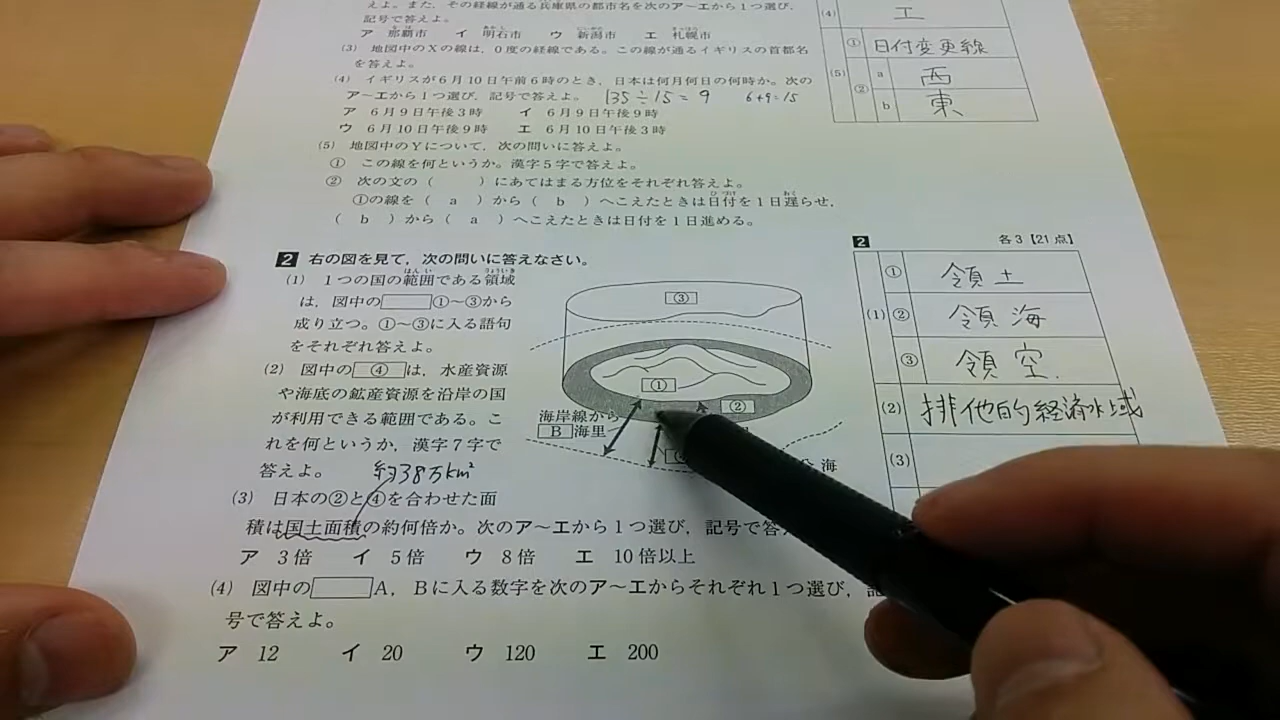 えよ。また，その経線が通る兵庫県の都市名を次のア～エから１つ選び，
記号で答えよ。
ア 那覇市 イ 明石市 ウ 新潟市 エ 札幌市
(3) 地図中のXの線は，０度の経線である。この線が通るイギリスの首都名
を答えよ。
(4) イギリスが６月10日午前６時のとき，日本は何月何日の何時か。次の
ア～エから１つ選び，記号で答えよ。 135÷15=9 6+9=15
ア ６月９日午後３時 イ ６月９日午後９時
ウ ６月10日午後９時 エ ６月10日午後３時
(5) 地図中のYについて，次の問いに答えよ。
① この線を何というか。漢字５字で答えよ。
② 次の文の（ ）にあてはまる方位をそれぞれ答えよ。
①の線を（ a ）から（ b ）へこえたときは日付を１日遅らせ，
（ b ）から（ a ）へこえたときは日付を１日進める。
(4) エ
(5) ① 日付変更線
② a 西
b 東
2 右の図を見て，次の問いに答えなさい。
(1) １つの国の範囲である領域
は，図中の ①～③から
成り立つ。①～③に入る語句
をそれぞれ答えよ。
(2) 図中の ④ は，水産資源
や海底の鉱産資源を沿岸の国
が利用できる範囲である。こ
れを何というか，漢字７字で
答えよ。 約38万km²
(3) 日本の②と④を合わせた面
積は国土面積の約何倍か。次のア～エから１つ選び，記号で答
ア ３倍 イ ５倍 ウ ８倍 エ 10倍以上
(4) 図中の A，Bに入る数字を次のア～エからそれぞれ１つ選び，記
号で答えよ。
ア 12 イ 20 ウ 120 エ 200
③
①
②
海岸線から
B 海里
公海
2 各３【21点】
(1) ① 領土
② 領海
③ 領空
(2) 排他的経済水域
(3)